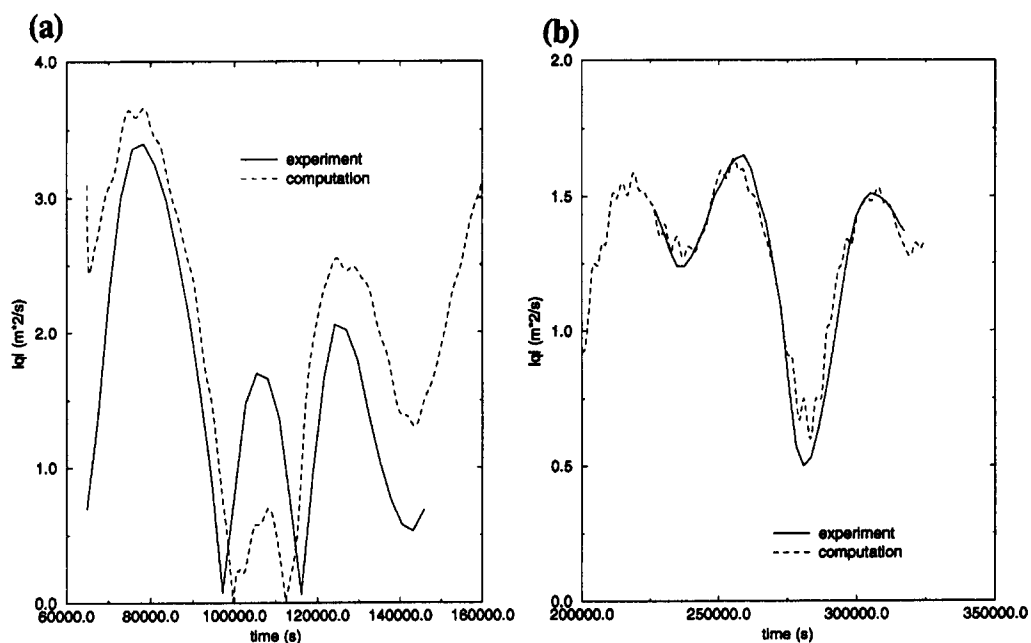 (a)
4.0
3.0
2.0
1.0
0.0
60000.0 80000.0 100000.0 120000.0 140000.0 160000.0
time (s)
lql (m^2/s)
experiment
computation
(b)
2.0
1.5
1.0
0.5
0.0
200000.0 250000.0 300000.0 350000.0
time (s)
lql (m^2/s)
experiment
computation